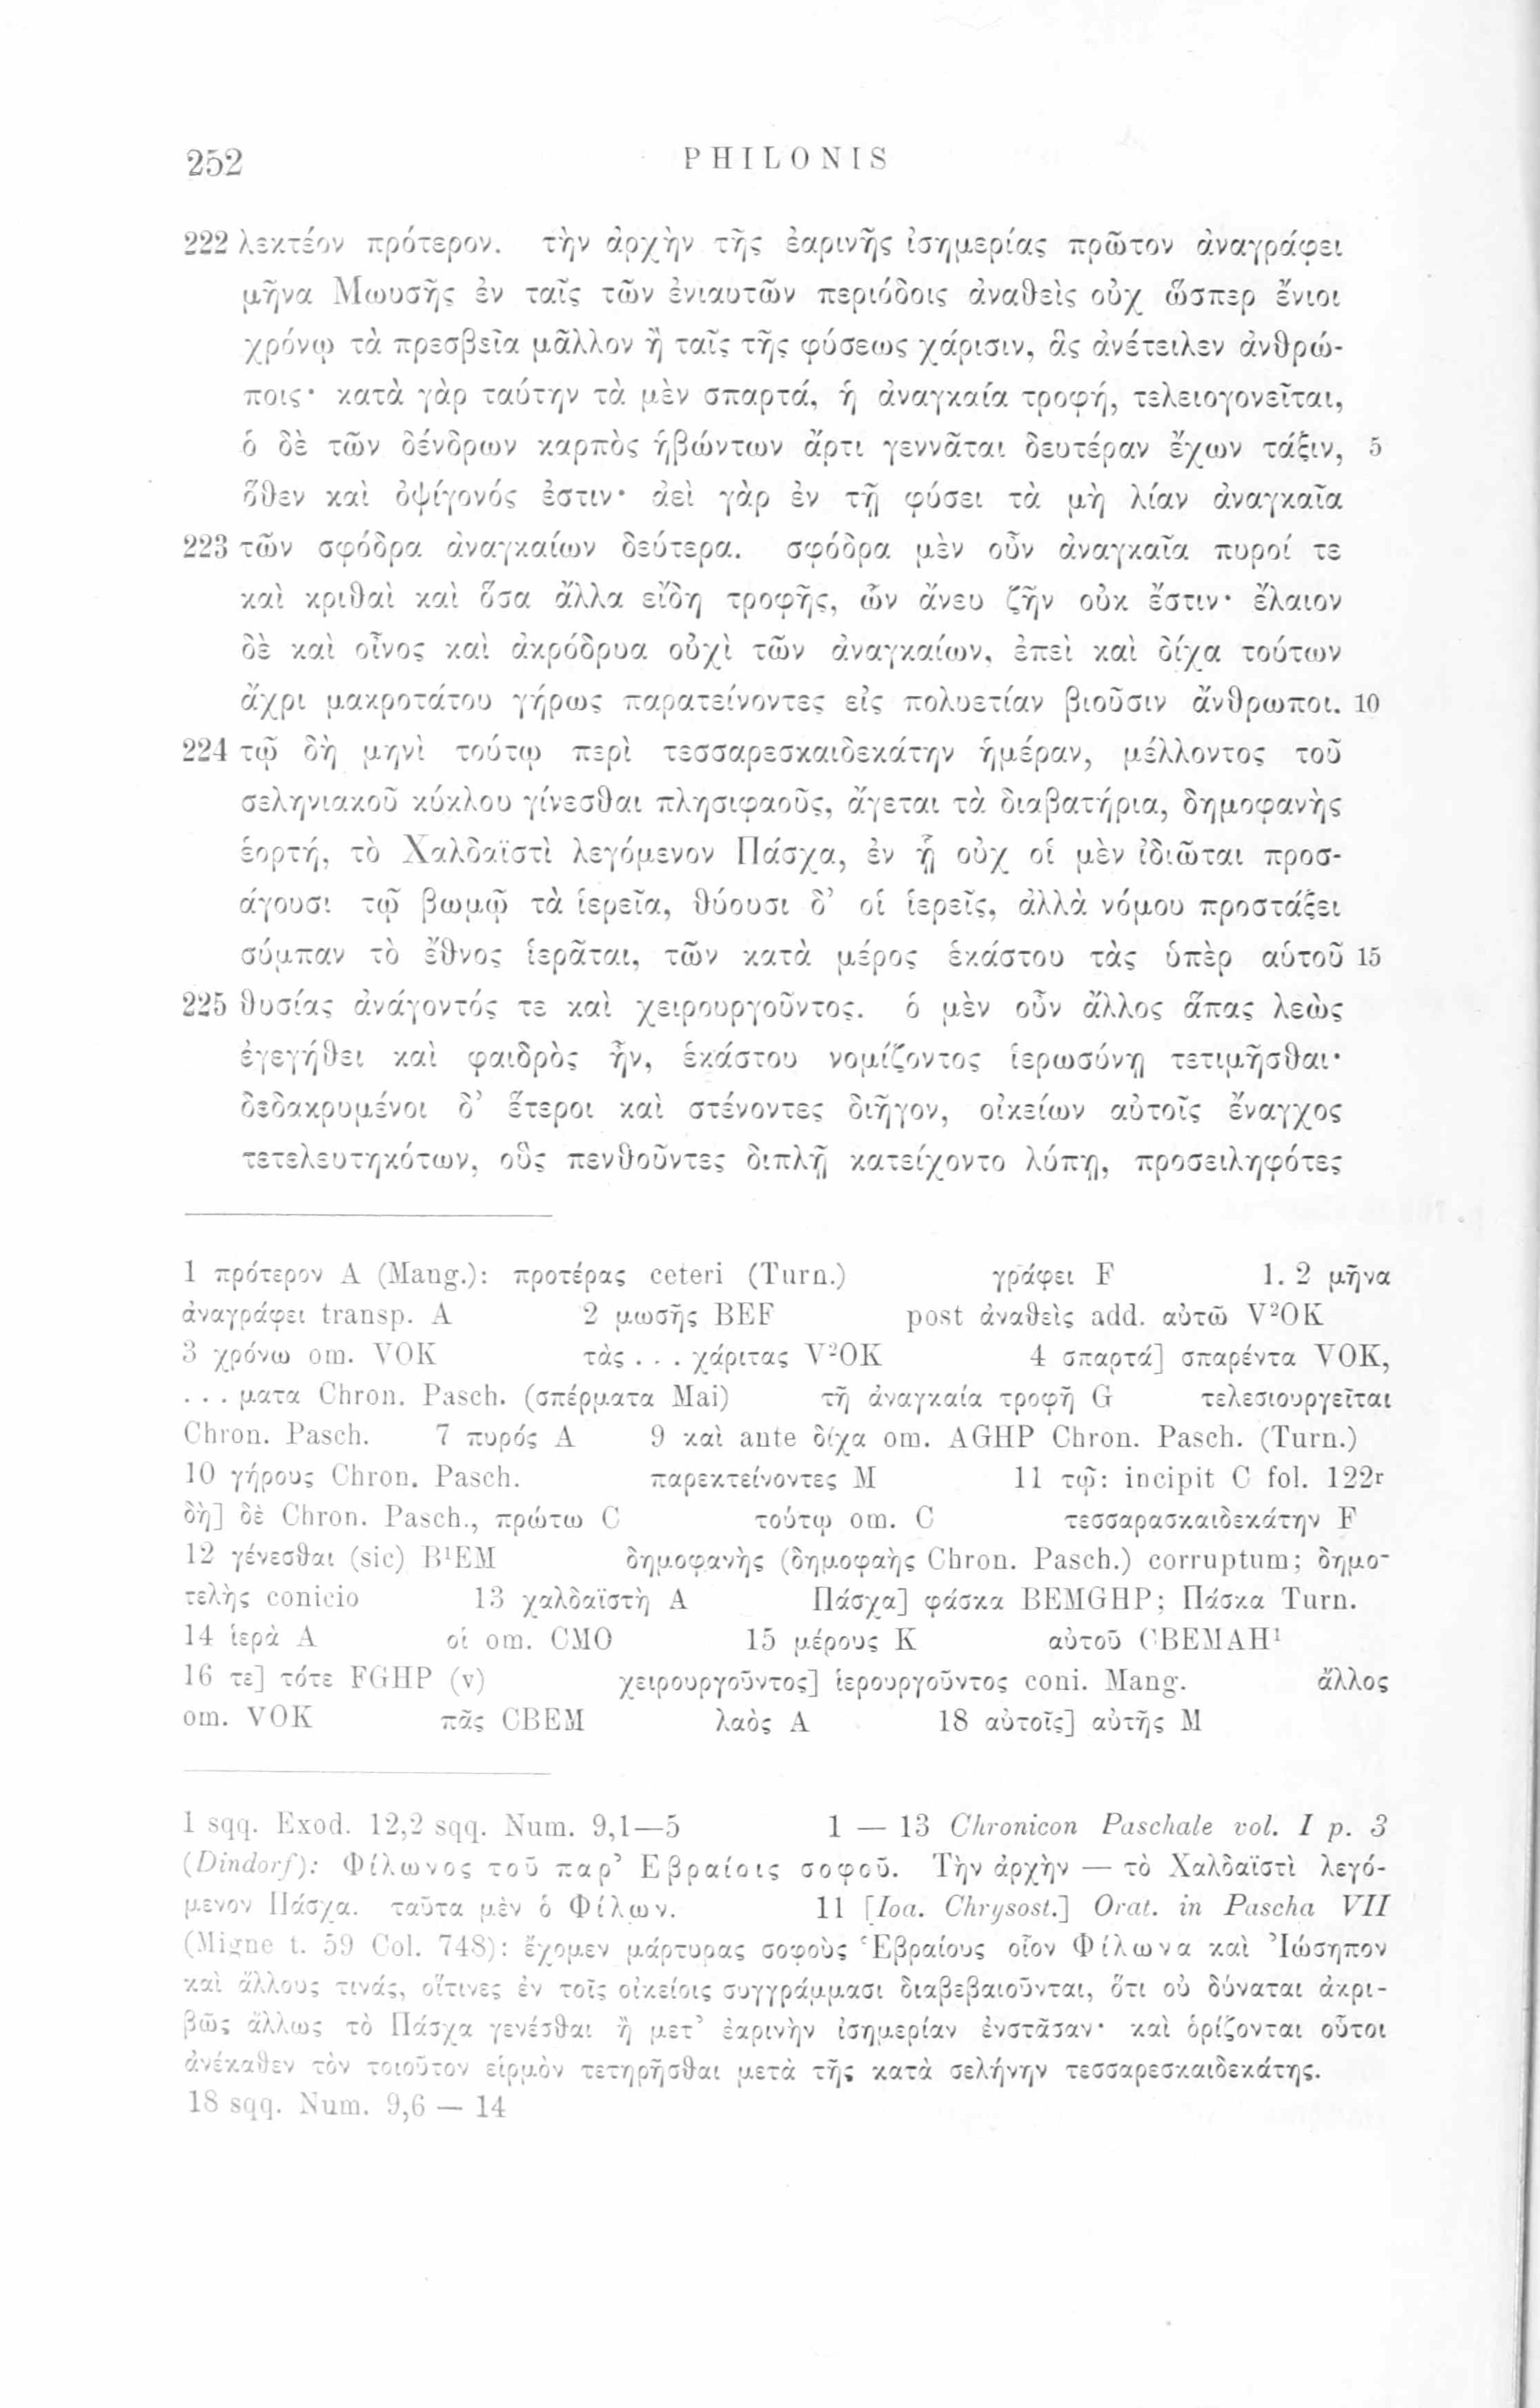 252 PHILONIS
222 λεκτέον πρότερον. τὴν ἀρχὴν τῆς ἐαρινῆς ἰσημερίας πρῶτον ἀναγράφει
μῆνα Μωυσῆς ἐν ταῖς τῶν ἐνιαυτῶν περιόδοις ἀναθεὶς οὐχ ὥσπερ ἔνιοι
χρόνῳ τὰ πρεσβεῖα μᾶλλον ἢ ταῖς τῆς φύσεως χάρισιν, ἃς ἀνέτειλεν ἀνθρώ-
ποις· κατὰ γὰρ ταύτην τὰ μὲν σπαρτά, ἡ ἀναγκαία τροφή, τελειογονεῖται,
ὁ δὲ τῶν δένδρων καρπὸς ἡβώντων ἄρτι γεννᾶται δευτέραν ἔχων τάξιν, 5
ὅθεν καὶ ὀψίγονός ἐστιν· ἀεὶ γὰρ ἐν τῇ φύσει τὰ μὴ λίαν ἀναγκαῖα
223 τῶν σφόδρα ἀναγκαίων δεύτερα. σφόδρα μὲν οὖν ἀναγκαῖα πυροί τε
καὶ κριθαὶ καὶ ὅσα ἄλλα εἴδη τροφῆς, ὧν ἄνευ ζῆν οὐκ ἔστιν· ἔλαιον
δὲ καὶ οἶνος καὶ ἀκρόδρυα οὐχὶ τῶν ἀναγκαίων, ἐπεὶ καὶ δίχα τούτων
ἄχρι μακροτάτου γήρως παρατείνοντες εἰς πολυετίαν βιοῦσιν ἄνθρωποι. 10
224 τῷ δὴ μηνὶ τούτῳ περὶ τεσσαρεσκαιδεκάτην ἡμέραν, μέλλοντος τοῦ
σεληνιακοῦ κύκλου γίνεσθαι πλησιφαοῦς, ἄγεται τὰ διαβατήρια, δημοφανὴς
ἑορτή, τὸ Χαλδαϊστὶ λεγόμενον Πάσχα, ἐν ᾗ οὐχ οἱ μὲν ἰδιῶται προσ-
άγουσι τῷ βωμῷ τὰ ἱερεῖα, θύουσι δ’ οἱ ἱερεῖς, ἀλλὰ νόμου προστάξει
σύμπαν τὸ ἔθνος ἱερᾶται, τῶν κατὰ μέρος ἑκάστου τὰς ὑπὲρ αὑτοῦ 15
225 θυσίας ἀνάγοντός τε καὶ χειρουργοῦντος. ὁ μὲν οὖν ἄλλος ἅπας λεὼς
ἐγεγήθει καὶ φαιδρὸς ἦν, ἑκάστου νομίζοντος ἱερωσύνῃ τετιμῆσθαι·
δεδακρυμένοι δ’ ἕτεροι καὶ στένοντες διῆγον, οἰκείων αὐτοῖς ἔναγχος
τετελευτηκότων, οὓς πενθοῦντες διπλῇ κατείχοντο λύπῃ, προσειληφότες
1 πρότερον A (Mang.): προτέρας ceteri (Turn.) γράφει F 1. 2 μῆνα
ἀναγράφει transp. A 2 μωσῆς BEF post ἀναθεὶς add. αὐτῶ V²OK
3 χρόνω om. VOK τὰς . . . χάριτας V²OK 4 σπαρτά] σπαρέντα VOK,
. . . ματα Chron. Pasch. (σπέρματα Mai) τῆ ἀναγκαία τροφῆ G τελεσιουργεῖται
Chron. Pasch. 7 πυρός A 9 καὶ ante δίχα om. AGHP Chron. Pasch. (Turn.)
10 γήρους Chron. Pasch. παρεκτείνοντες M 11 τῷ: incipit C fol. 122r
δὴ] δὲ Chron. Pasch., πρώτω C τούτῳ om. C τεσσαρασκαιδεκάτην F
12 γένεσθαι (sic) B¹EM δημοφανὴς (δημοφαὴς Chron. Pasch.) corruptum; δημο-
τελὴς conicio 13 χαλδαϊστὴ A Πάσχα] φάσκα BEMGHP; Πάσκα Turn.
14 ἱερὰ A οἱ om. CMO 15 μέρους K αὐτοῦ CBEMAH¹
16 τε] τότε FGHP (v) χειρουργοῦντος] ἱερουργοῦντος coni. Mang. ἄλλος
om. VOK πᾶς CBEM λαὸς A 18 αὐτοῖς] αὐτῆς M
1 sqq. Exod. 12,2 sqq. Num. 9,1—5 1 — 13 Chronicon Paschale vol. I p. 3
(Dindorf): Φίλωνος τοῦ παρ’ Ἑβραίοις σοφοῦ. Τὴν ἀρχὴν — τὸ Χαλδαϊστὶ λεγό-
μενον Πάσχα. ταῦτα μὲν ὁ Φίλων. 11 [Ioa. Chrysost.] Orat. in Pascha VII
(Migne t. 59 Col. 748): ἔχομεν μάρτυρας σοφοὺς Ἑβραίους οἷον Φίλωνα καὶ Ἰώσηπον
καὶ ἄλλους τινάς, οἵτινες ἐν τοῖς οἰκείοις συγγράμμασι διαβεβαιοῦνται, ὅτι οὐ δύναται ἀκρι-
βῶς ἄλλως τὸ Πάσχα γενέσθαι ἢ μετ’ ἐαρινὴν ἰσημερίαν ἐνστᾶσαν· καὶ ὁρίζονται οὗτοι
ἀνέκαθεν τὸν τοιοῦτον εἱρμὸν τετηρῆσθαι μετὰ τῆς κατὰ σελήνην τεσσαρεσκαιδεκάτης.
18 sqq. Num. 9,6 — 14